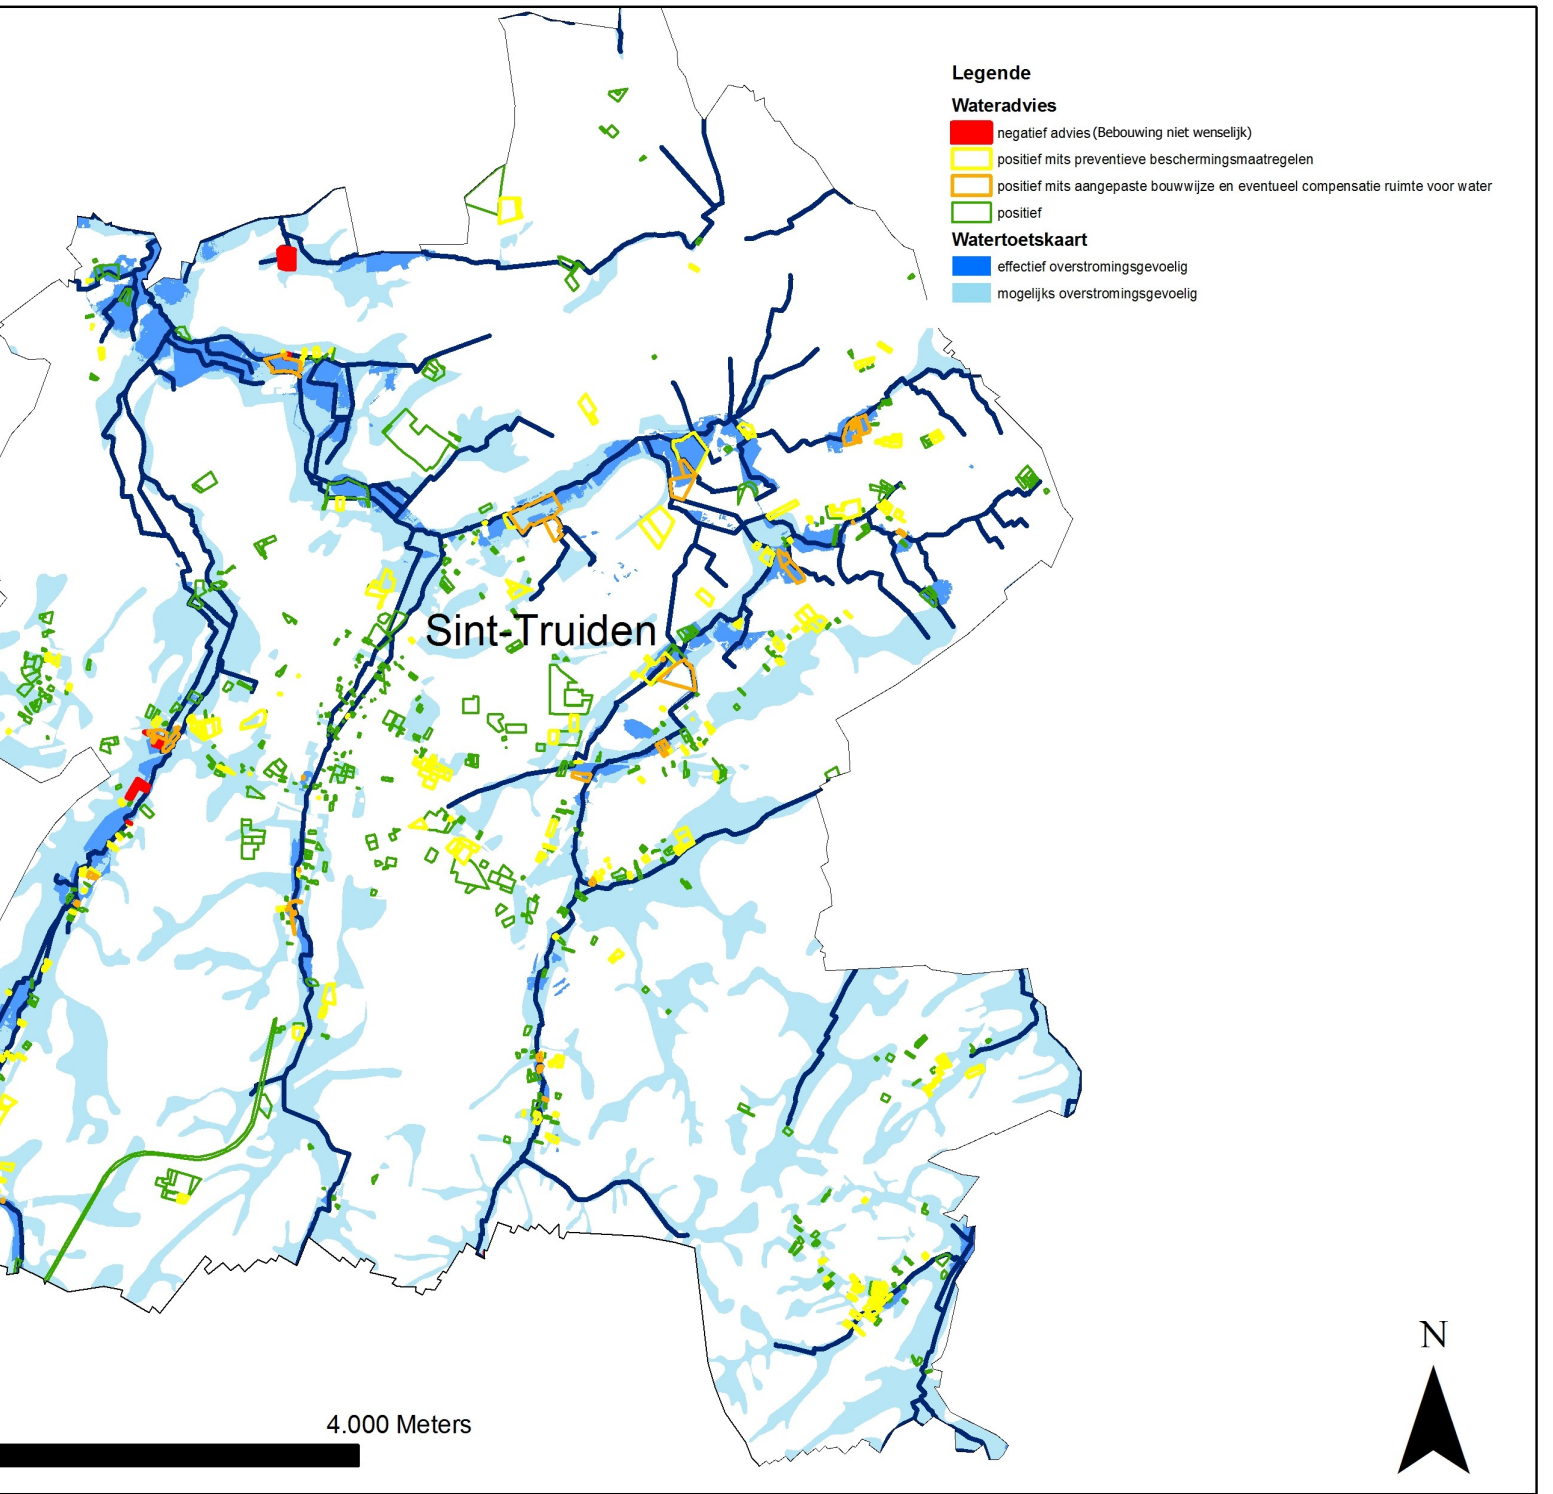 Legende
Wateradvies
negatief advies (Bebouwing niet wenselijk)
positief mits preventieve beschermingsmaatregelen
positief mits aangepaste bouwwijze en eventueel compensatie ruimte voor water
positief
Watertoetskaart
effectief overstromingsgevoelig
mogelijks overstromingsgevoelig
Sint-Truiden
N
4.000 Meters